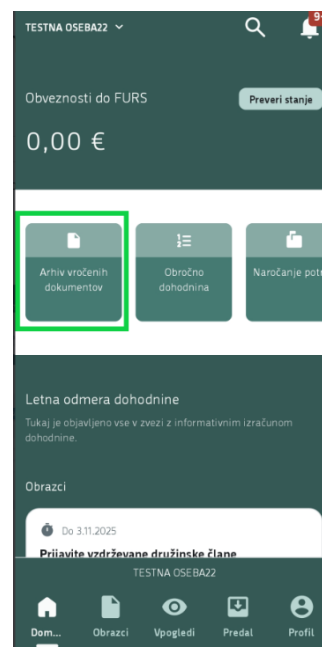 TESTNA OSEBA22
9+
Obveznosti do FURS
Preveri stanje
0,00 €
Arhiv vročenih
dokumentov
Obročno
dohodnina
Naročanje potr
Letna odmera dohodnine
Tukaj je objavljeno vse v zvezi z informativnim izračunom
dohodnine.
Obrazci
Do 3.11.2025
Prijavite vzdrževane družinske člane
TESTNA OSEBA22
Dom...
Obrazci
Vpogledi
Predal
Profil